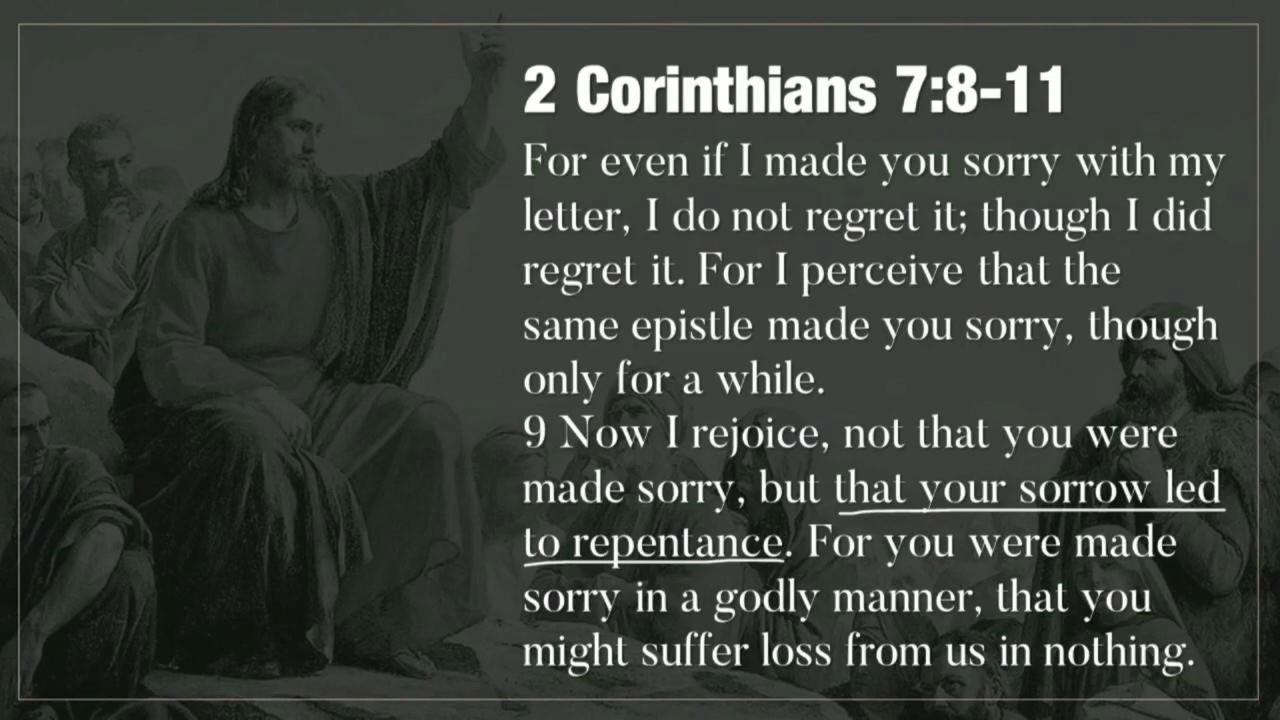 2 Corinthians 7:8-11
For even if I made you sorry with my
letter, I do not regret it; though I did
regret it. For I perceive that the
same epistle made you sorry, though
only for a while.
9 Now I rejoice, not that you were
made sorry, but that your sorrow led
to repentance. For you were made
sorry in a godly manner, that you
might suffer loss from us in nothing.